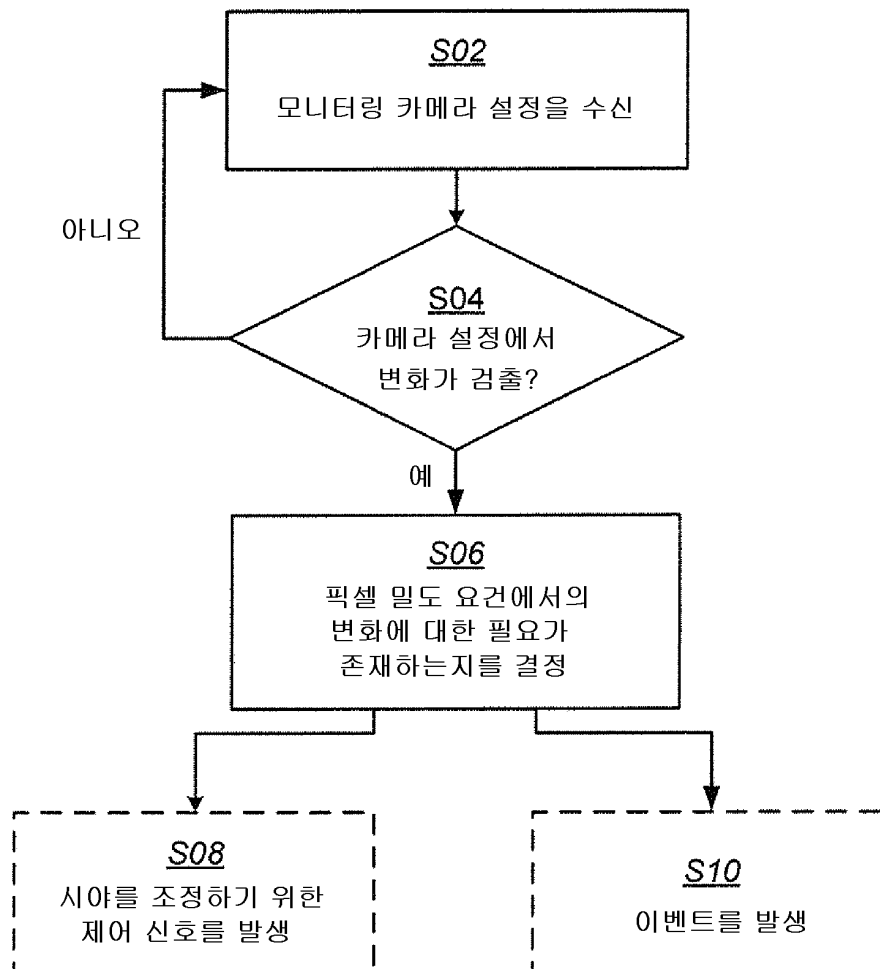 S02
모니터링 카메라 설정을 수신
아니오
S04
카메라 설정에서
변화가 검출?
예
S06
픽셀 밀도 요건에서의
변화에 대한 필요가
존재하는지를 결정
S08
시야를 조정하기 위한
제어 신호를 발생
S10
이벤트를 발생